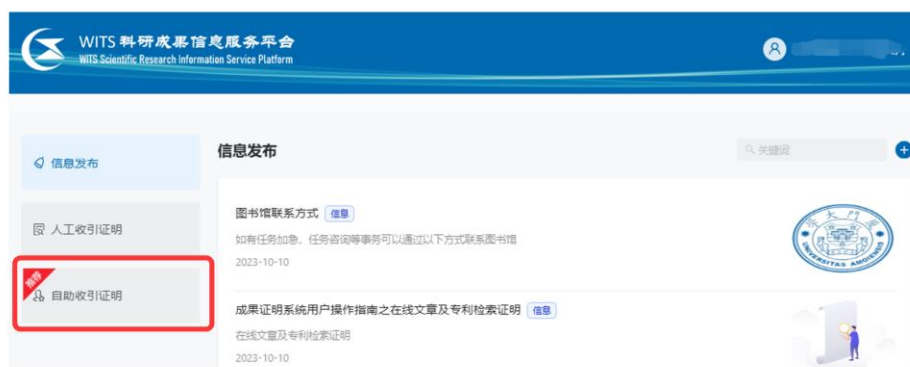 WITS 科研成果信息服务平台
WITS Scientific Research Information Service Platform
信息发布
信息发布
关键词
人工收引证明
推荐
自助收引证明
图书馆联系方式 信息
如有任务加急、任务咨询等事务可以通过以下方式联系图书馆
2023-10-10
廈門大學
UNIVERSITAS AMOIENSIS
成果证明系统用户操作指南之在线文章及专利检索证明 信息
在线文章及专利检索证明
2023-10-10